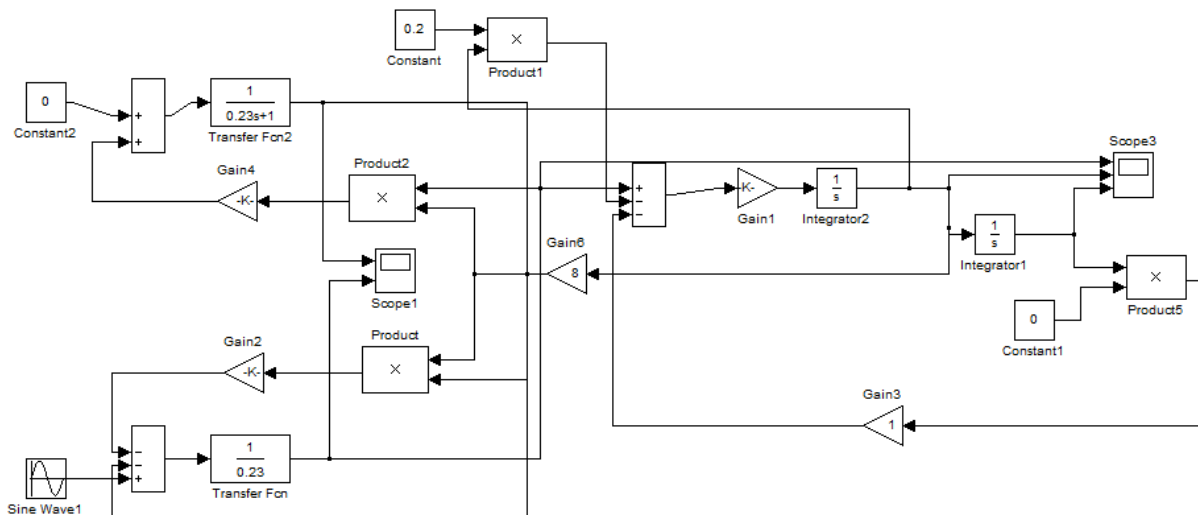 0.2
Constant
×
Product1
0
Constant2
+
+
1
0.23s+1
Transfer Fcn2
Gain4
-K-
Product2
×
Scope1
Gain2
-K-
Product
×
Gain6
8
+
−
−
-K-
Gain1
1
s
Integrator2
Scope3
1
s
Integrator1
×
Product5
0
Constant1
Gain3
1
−
−
+
1
0.23
Transfer Fcn
Sine Wave1